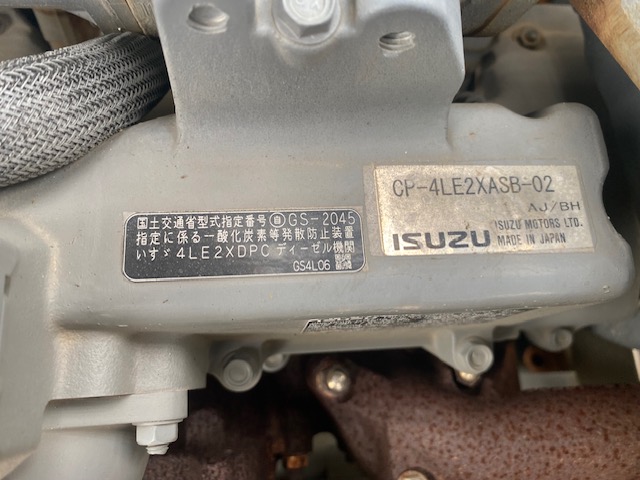 国土交通省型式指定番号 自 GS-2045
指定に係る一酸化炭素等発散防止装置
いすゞ 4LE2XDPC ディーゼル機関
GS4L06
CP-4LE2XASB-02
AJ/BH
ISUZU
ISUZU MOTORS LTD.
MADE IN JAPAN